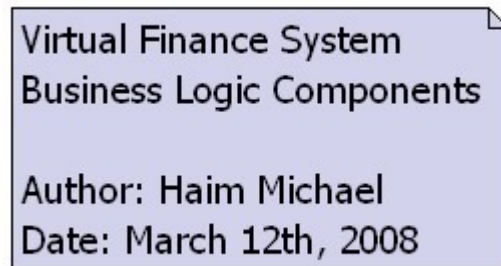 Virtual Finance System
Business Logic Components
Author: Haim Michael
Date: March 12th, 2008